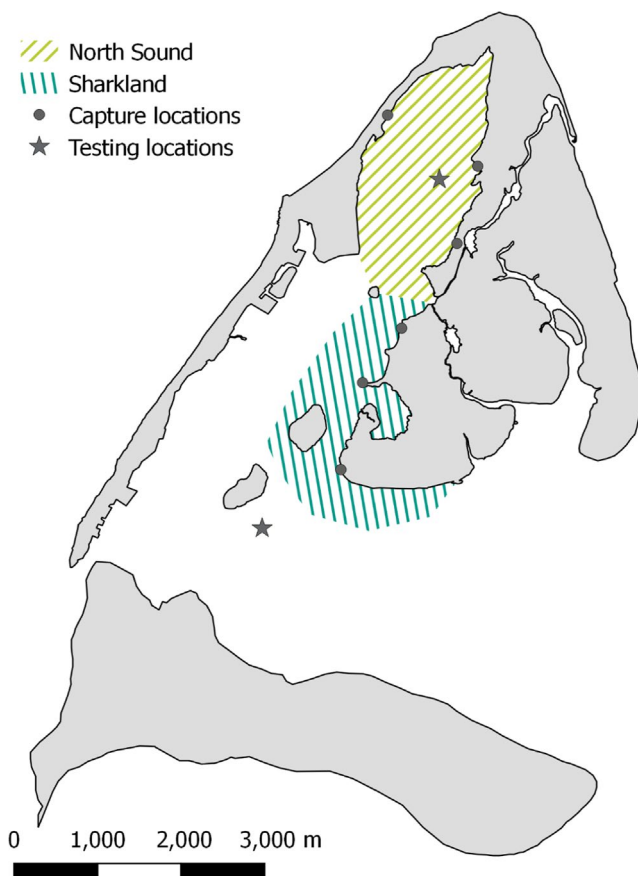 North Sound
Sharkland
Capture locations
Testing locations
0 1,000 2,000 3,000 m